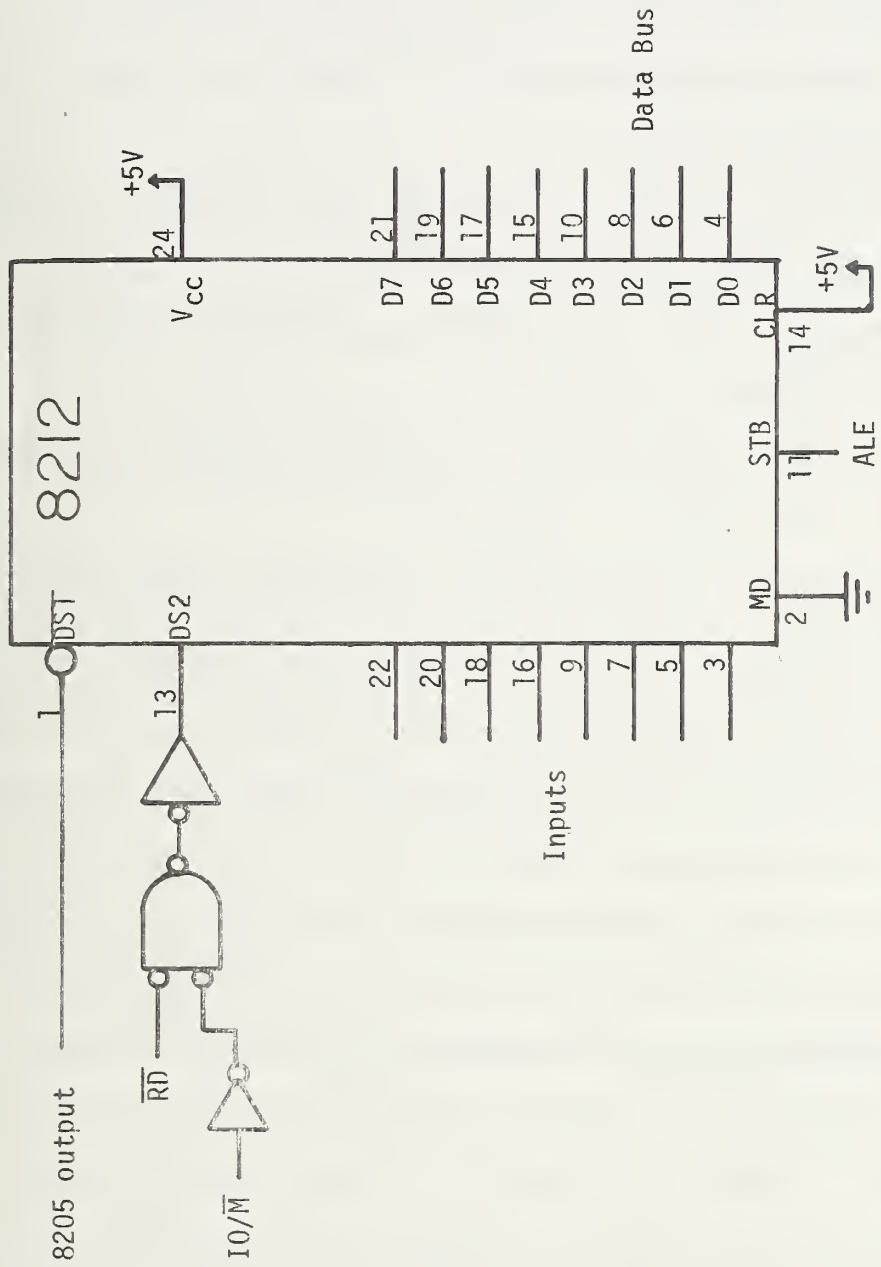 8212
8205 output
1
DS1
+5V
24
VCC
13
DS2
RD
IO/M
22
20
18
16
9
7
5
3
Inputs
D7
D6
D5
D4
D3
D2
D1
D0
21
19
17
15
10
8
6
4
Data Bus
MD
2
STB
11
ALE
CLR
14
+5V